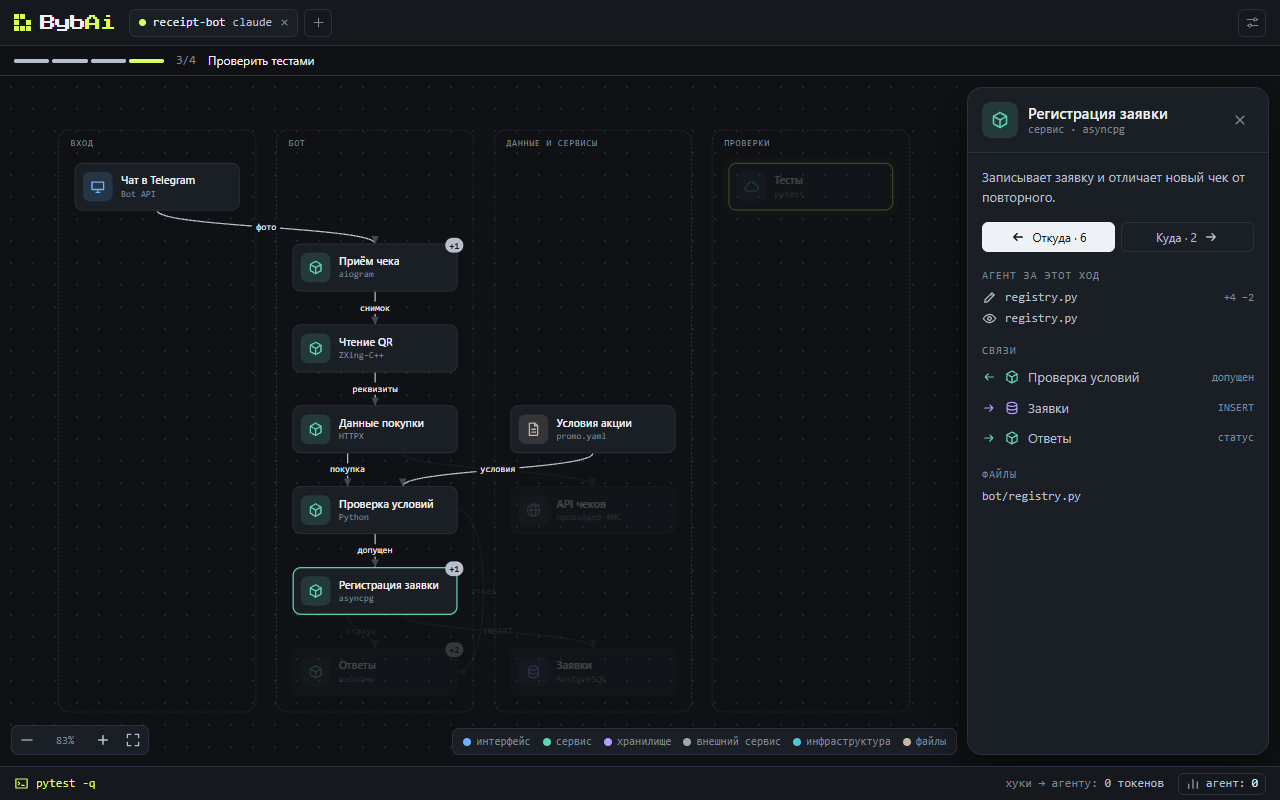 BybAi
receipt-bot claude ×
3/4 Проверить тестами
ВХОД
Чат в Telegram
Bot API
фото
БОТ
+1
Приём чека
aiogram
снимок
Чтение QR
ZXing-C++
реквизиты
Данные покупки
HTTPX
покупка
Проверка условий
Python
допущен
+1
Регистрация заявки
asyncpg
статус
INSERT
+2
Ответы
шаблоны
ДАННЫЕ И СЕРВИСЫ
Условия акции
promo.yaml
условия
API чеков
провайдер ФНС
Заявки
PostgreSQL
ПРОВЕРКИ
Тесты
pytest
Регистрация заявки
сервис · asyncpg
Записывает заявку и отличает новый чек от
повторного.
← Откуда · 6
Куда · 2 →
АГЕНТ ЗА ЭТОТ ХОД
registry.py +4 −2
registry.py
СВЯЗИ
← Проверка условий допущен
→ Заявки INSERT
→ Ответы статус
ФАЙЛЫ
bot/registry.py
− 83% +
интерфейс сервис хранилище внешний сервис инфраструктура файлы
pytest -q
хуки → агенту: 0 токенов
агент: 0